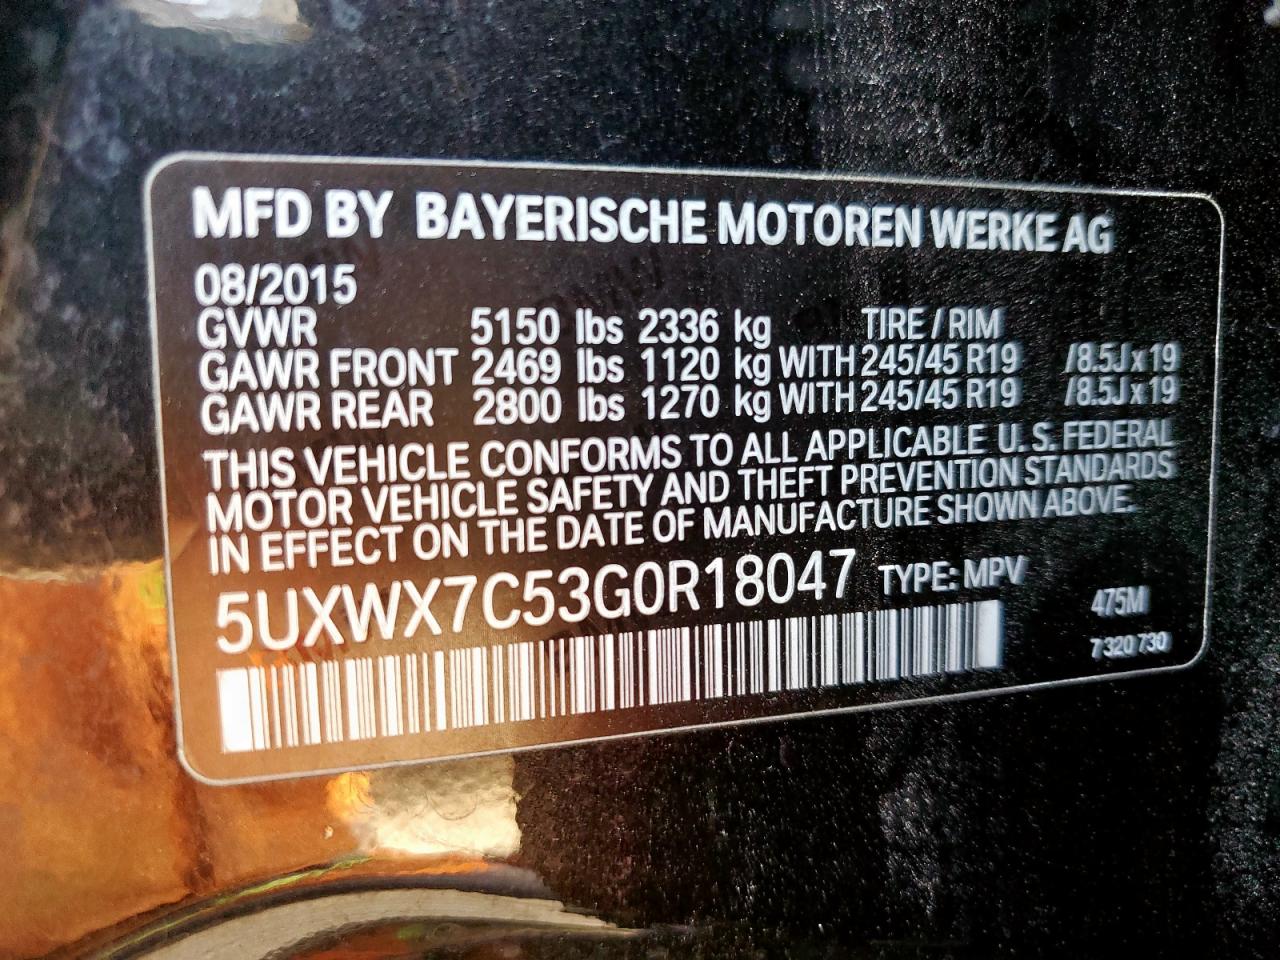 MFD BY BAYERISCHE MOTOREN WERKE AG
08/2015
GVWR 5150 lbs 2336 kg TIRE / RIM
GAWR FRONT 2469 lbs 1120 kg WITH 245/45 R19 /8.5J x 19
GAWR REAR 2800 lbs 1270 kg WITH 245/45 R19 /8.5J x 19
THIS VEHICLE CONFORMS TO ALL APPLICABLE U. S. FEDERAL
MOTOR VEHICLE SAFETY AND THEFT PREVENTION STANDARDS
IN EFFECT ON THE DATE OF MANUFACTURE SHOWN ABOVE.
5UXWX7C53G0R18047 TYPE: MPV
475M
7 320 730